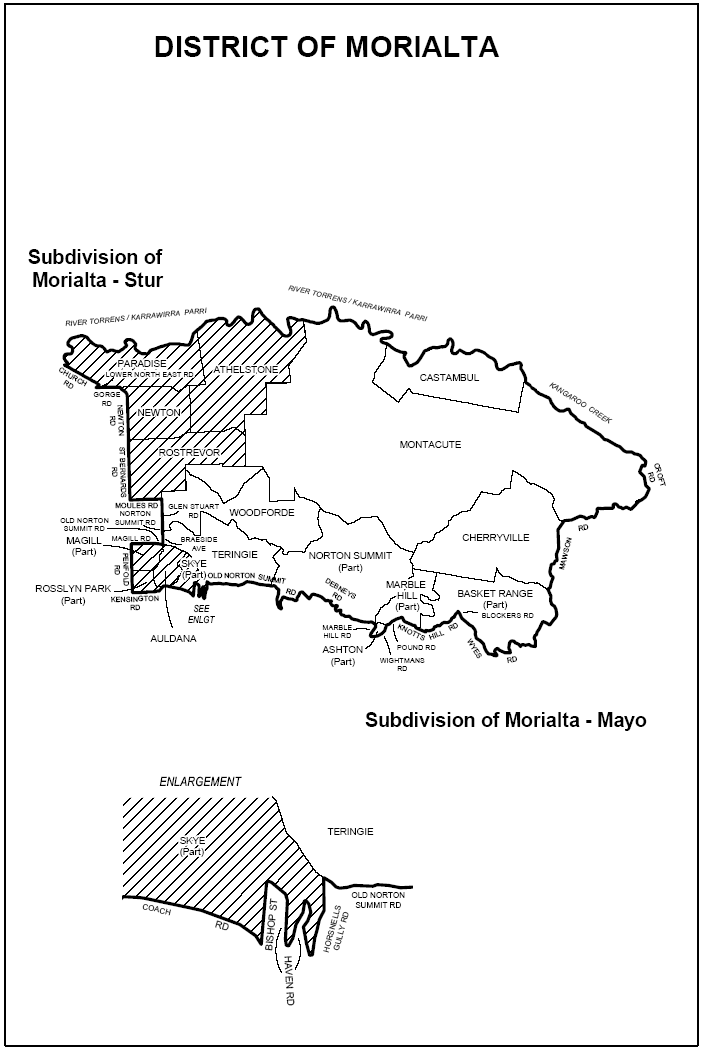 DISTRICT OF MORIALTA
Subdivision of
Morialta - Stur
RIVER TORRENS / KARRAWIRRA PARRI
RIVER TORRENS / KARRAWIRRA PARRI
PARADISE
LOWER NORTH EAST RD
ATHELSTONE
CHURCH
RD
GORGE
RD
NEWTON
RD
NEWTON
CASTAMBUL
KANGAROO CREEK
MONTACUTE
ROSTREVOR
ST BERNARDS
RD
CROFT
RD
MOULES RD
NORTON
SUMMIT RD
GLEN STUART
RD
WOODFORDE
OLD NORTON
SUMMIT RD
MAGILL
(Part)
MAGILL RD
BRAESIDE
AVE
TERINGIE
SKYE
(Part)
OLD NORTON SUMMIT
RD
NORTON SUMMIT
(Part)
CHERRYVILLE
MAWSON
RD
PENFOLD
RD
ROSSLYN PARK
(Part)
KENSINGTON
RD
SEE
ENLGT
AULDANA
DEBNEYS
RD
MARBLE
HILL
(Part)
BASKET RANGE
(Part)
BLOCKERS RD
MARBLE
HILL RD
ASHTON
(Part)
KNOTTS HILL RD
POUND RD
WIGHTMANS
RD
WYES
RD
Subdivision of Morialta - Mayo
ENLARGEMENT
SKYE
(Part)
TERINGIE
OLD NORTON
SUMMIT RD
COACH
RD
BISHOP ST
HAVEN RD
HORSNELLS
GULLY RD